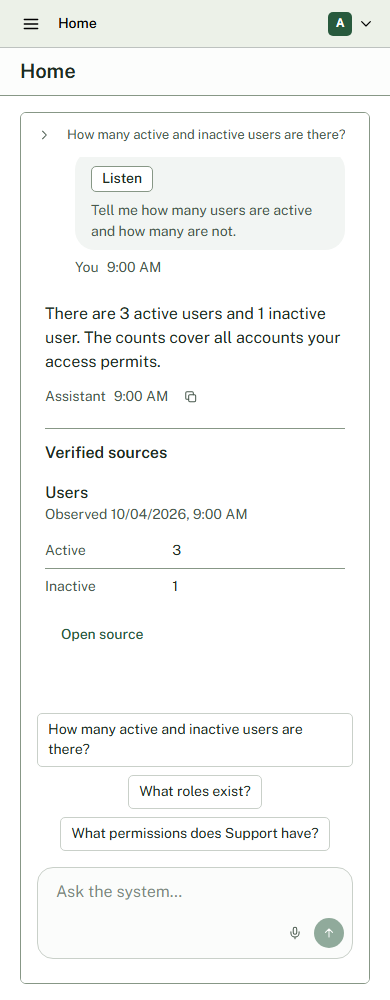 Home
A
Home
How many active and inactive users are there?
Listen
Tell me how many users are active
and how many are not.
You 9:00 AM
There are 3 active users and 1 inactive
user. The counts cover all accounts your
access permits.
Assistant 9:00 AM
Verified sources
Users
Observed 10/04/2026, 9:00 AM
Active 3
Inactive 1
Open source
How many active and inactive users are
there?
What roles exist?
What permissions does Support have?
Ask the system...